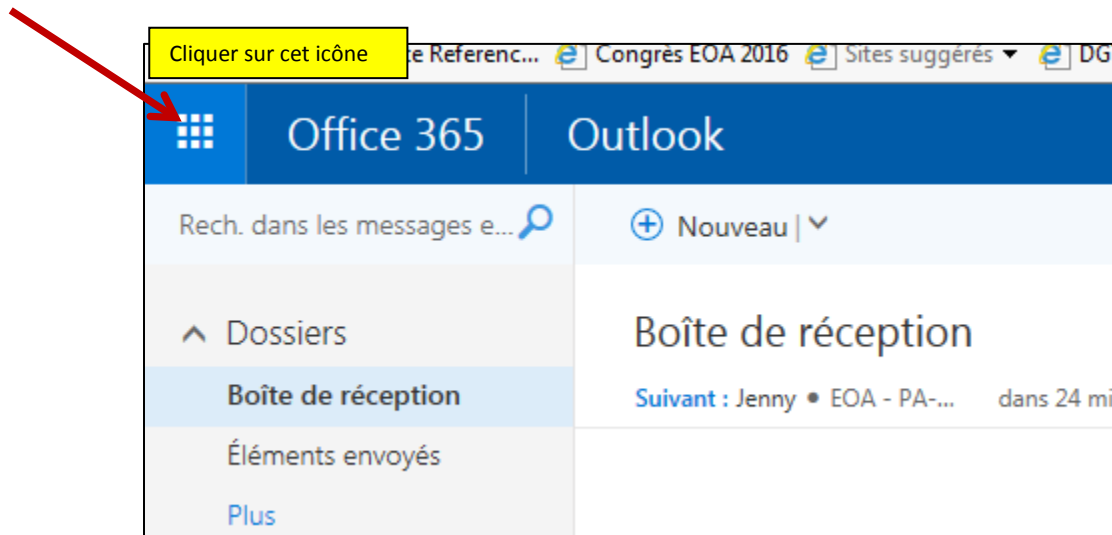 Cliquer sur cet icône
e Referenc... Congrès EOA 2016 Sites suggérés DG
Office 365 Outlook
Rech. dans les messages e... Nouveau
Dossiers
Boîte de réception
Boîte de réception
Suivant : Jenny • EOA - PA-... dans 24 mi
Éléments envoyés
Plus